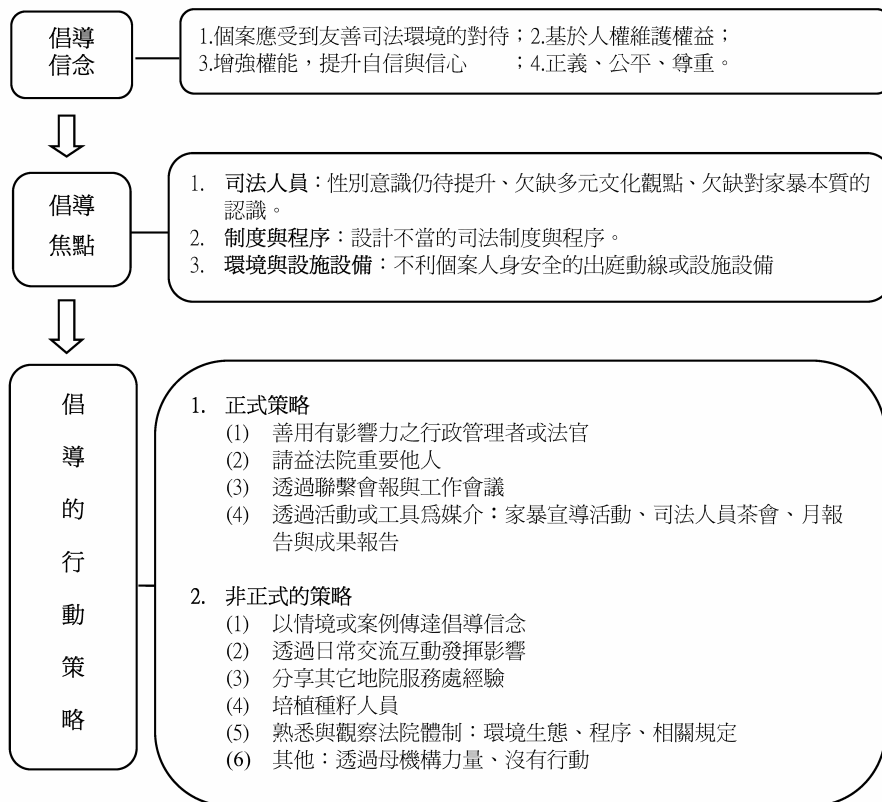 倡導
信念
1.個案應受到友善司法環境的對待；2.基於人權維護權益；
3.增強權能，提升自信與信心　　；4.正義、公平、尊重。
倡導
焦點
1. 司法人員：性別意識仍待提升、欠缺多元文化觀點、欠缺對家暴本質的
認識。
2. 制度與程序：設計不當的司法制度與程序。
3. 環境與設施設備：不利個案人身安全的出庭動線或設施設備
倡
導
的
行
動
策
略
1. 正式策略
(1) 善用有影響力之行政管理者或法官
(2) 請益法院重要他人
(3) 透過聯繫會報與工作會議
(4) 透過活動或工具為媒介：家暴宣導活動、司法人員茶會、月報
告與成果報告
2. 非正式的策略
(1) 以情境或案例傳達倡導信念
(2) 透過日常交流互動發揮影響
(3) 分享其它地院服務處經驗
(4) 培植種籽人員
(5) 熟悉與觀察法院體制：環境生態、程序、相關規定
(6) 其他：透過母機構力量、沒有行動